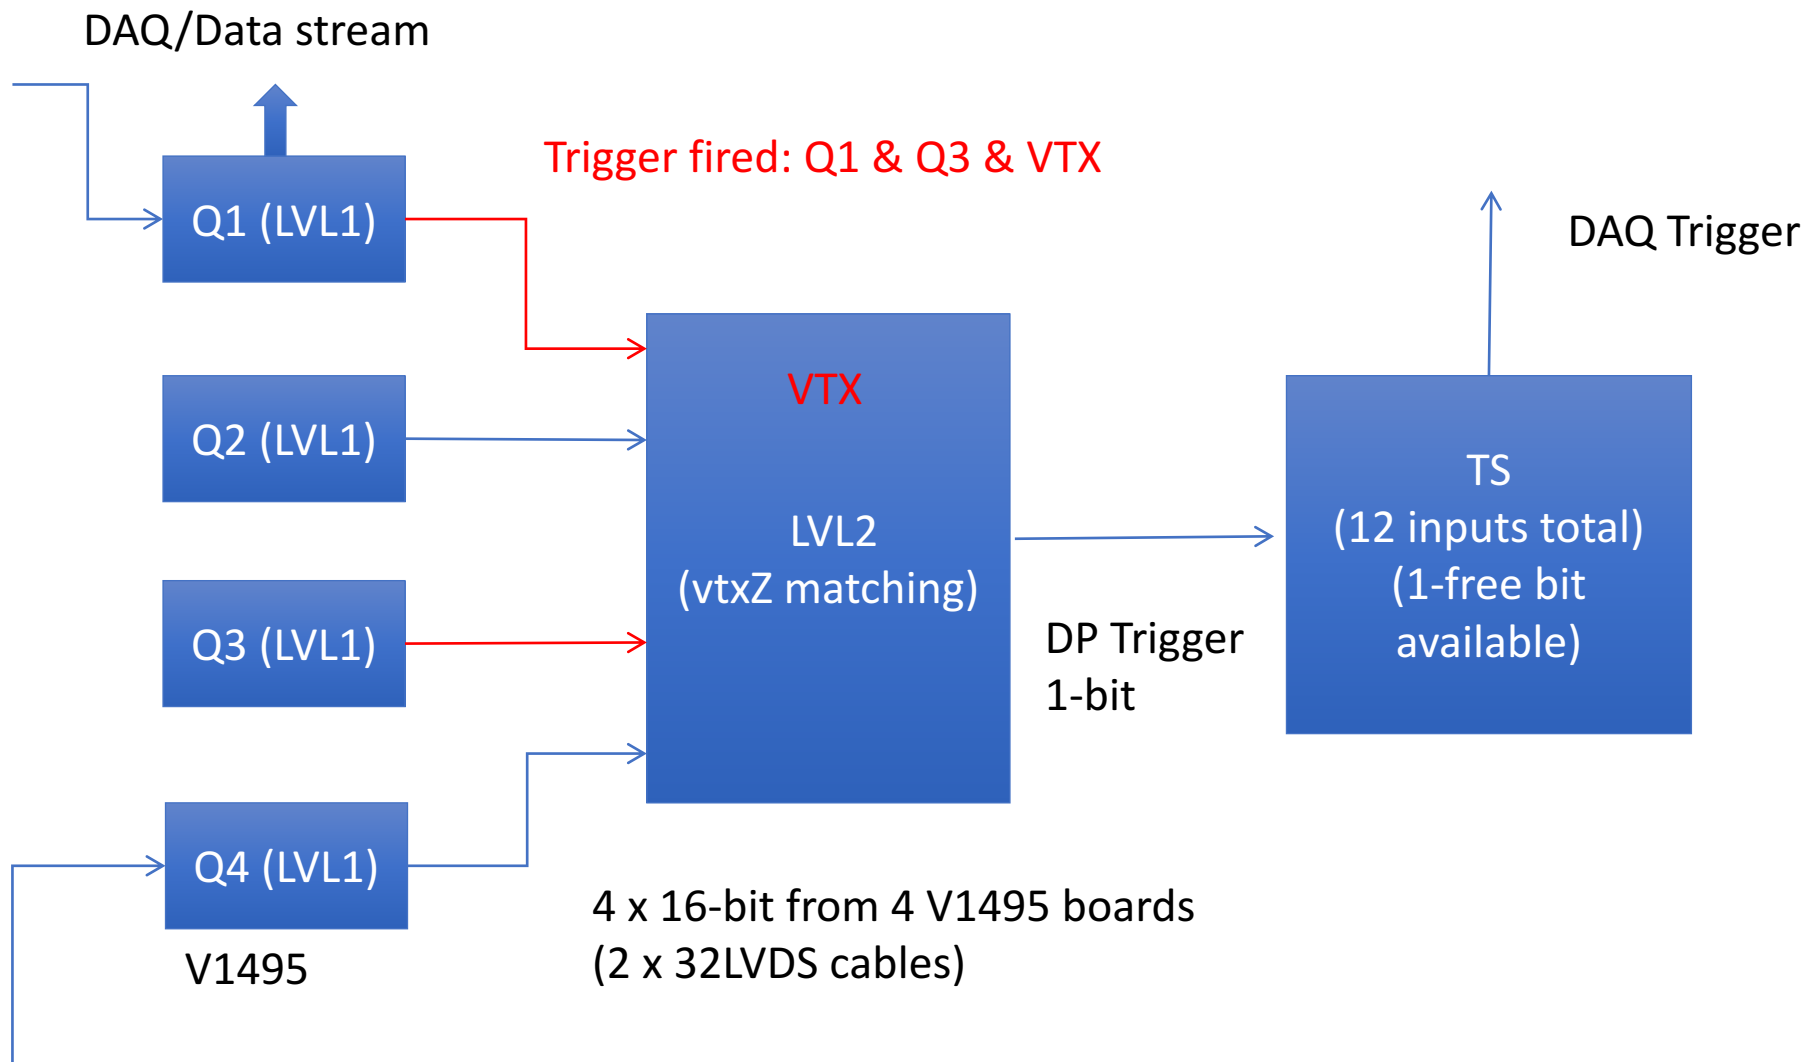 DAQ/Data stream
Trigger fired: Q1 & Q3 & VTX
Q1 (LVL1)
DAQ Trigger
VTX
Q2 (LVL1)
TS
(12 inputs total)
(1-free bit
available)
LVL2
(vtxZ matching)
Q3 (LVL1)
DP Trigger
1-bit
Q4 (LVL1)
V1495
4 x 16-bit from 4 V1495 boards
(2 x 32LVDS cables)